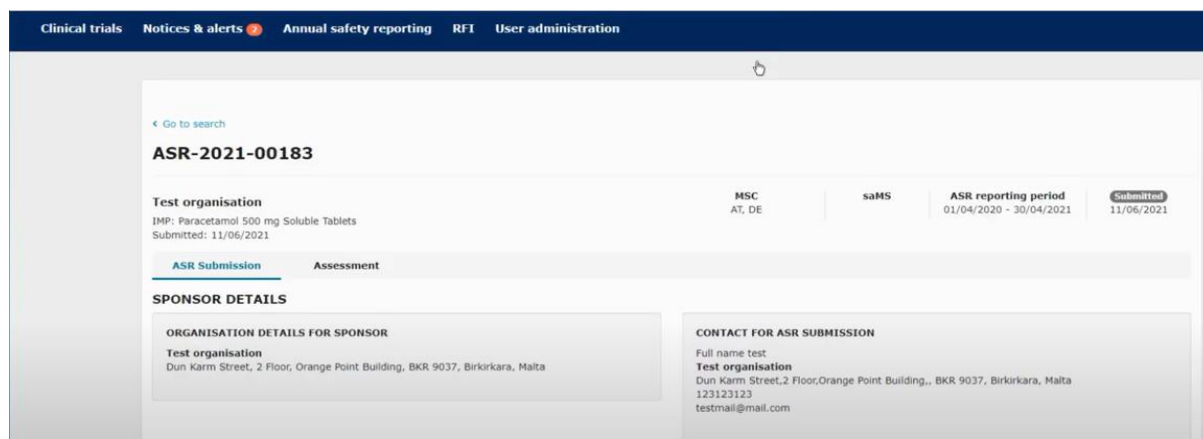 Clinical trials Notices & alerts 2 Annual safety reporting RFI User administration
Go to search
ASR-2021-00183
Test organisation
IMP: Paracetamol 500 mg Soluble Tablets
Submitted: 11/06/2021
MSC
AT, DE
saMS
ASR reporting period
01/04/2020 - 30/04/2021
Submitted
11/06/2021
ASR Submission Assessment
SPONSOR DETAILS
ORGANISATION DETAILS FOR SPONSOR
Test organisation
Dun Karm Street, 2 Floor, Orange Point Building, BKR 9037, Birkirkara, Malta
CONTACT FOR ASR SUBMISSION
Full name test
Test organisation
Dun Karm Street,2 Floor,Orange Point Building,, BKR 9037, Birkirkara, Malta
123123123
testmail@mail.com